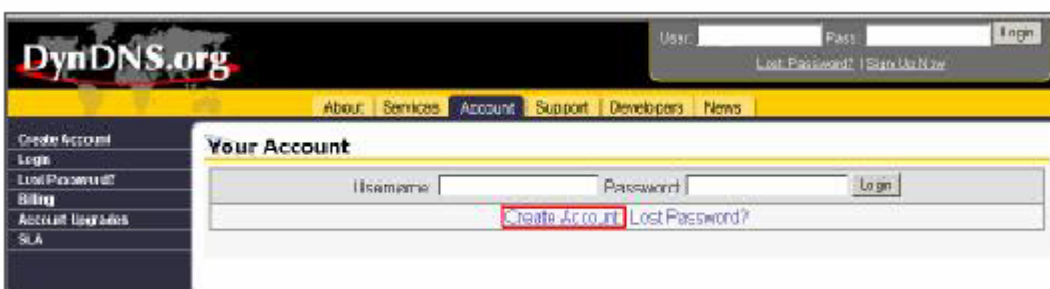 DynDNS.org
User: Pass: Login
Lost Password? | Sign Up Now
About Services Account Support Developers News
Create Account
Login
Lost Password?
Billing
Account Upgrades
SLA
Your Account
Username: Password: Login
Create Account Lost Password?